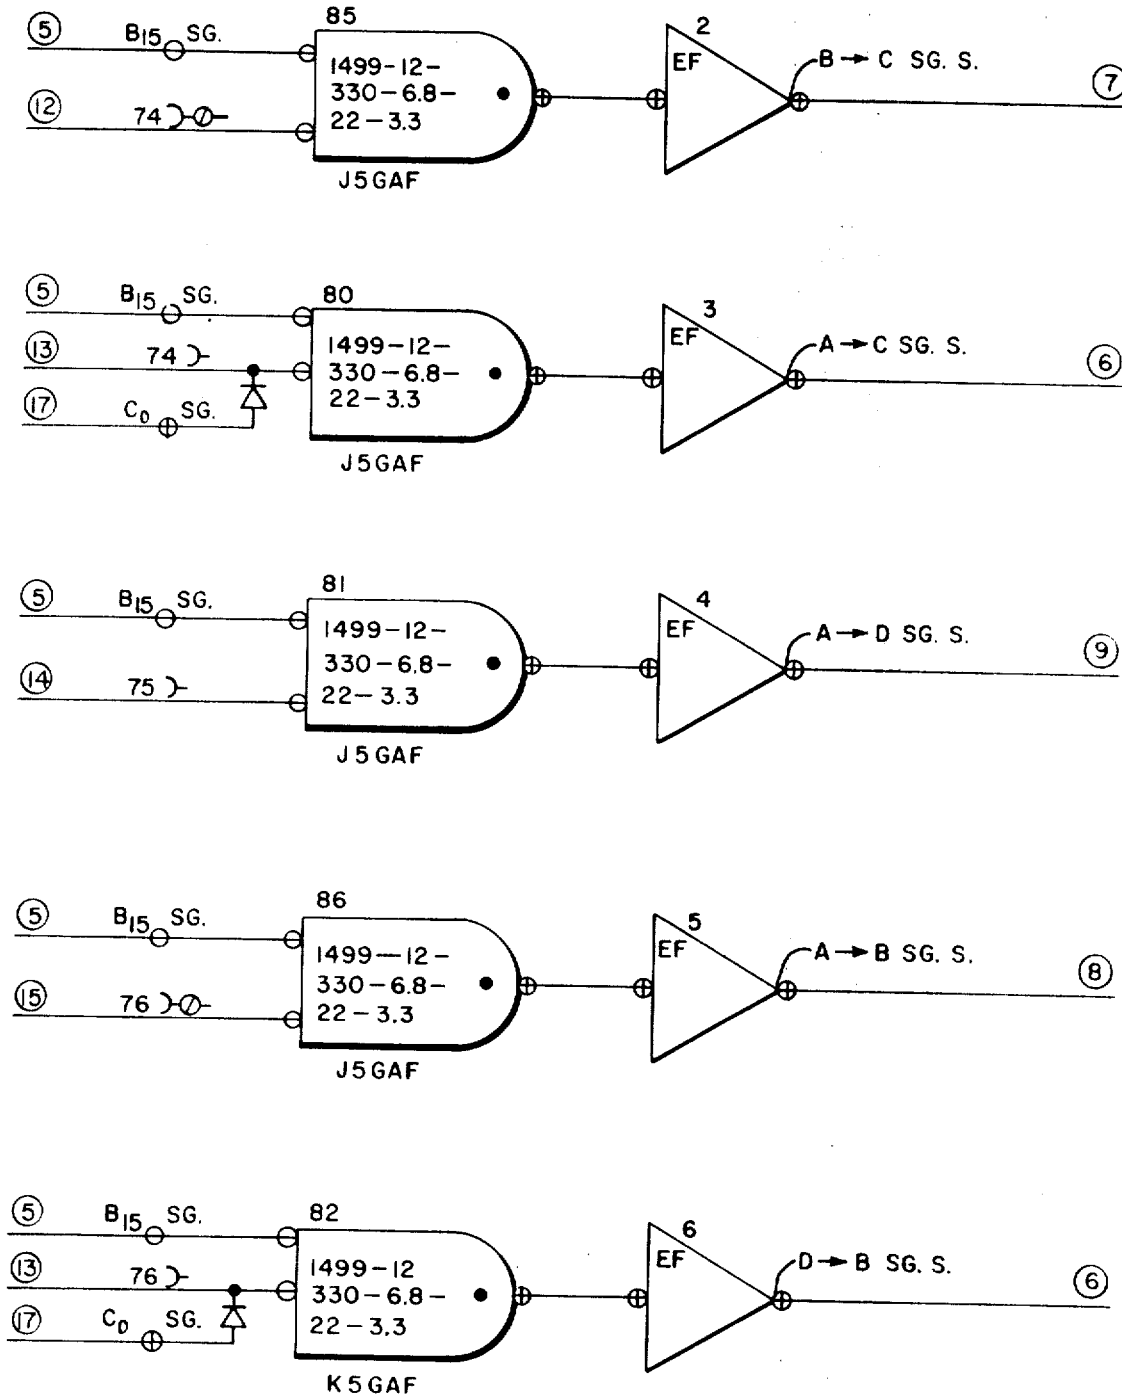 85
2
5
B15 SG.
1499-12-
330-6.8-
22-3.3
EF
B → C SG. S.
7
12
74
J5GAF
80
3
5
B15 SG.
1499-12-
330-6.8-
22-3.3
EF
A → C SG. S.
6
13
74
17
C0 SG.
J5GAF
81
4
5
B15 SG.
1499-12-
330-6.8-
22-3.3
EF
A → D SG. S.
9
14
75
J5GAF
86
5
5
B15 SG.
1499-12-
330-6.8-
22-3.3
EF
A → B SG. S.
8
15
76
J5GAF
82
6
5
B15 SG.
1499-12
330-6.8-
22-3.3
EF
D → B SG. S.
6
13
76
17
C0 SG.
K5GAF